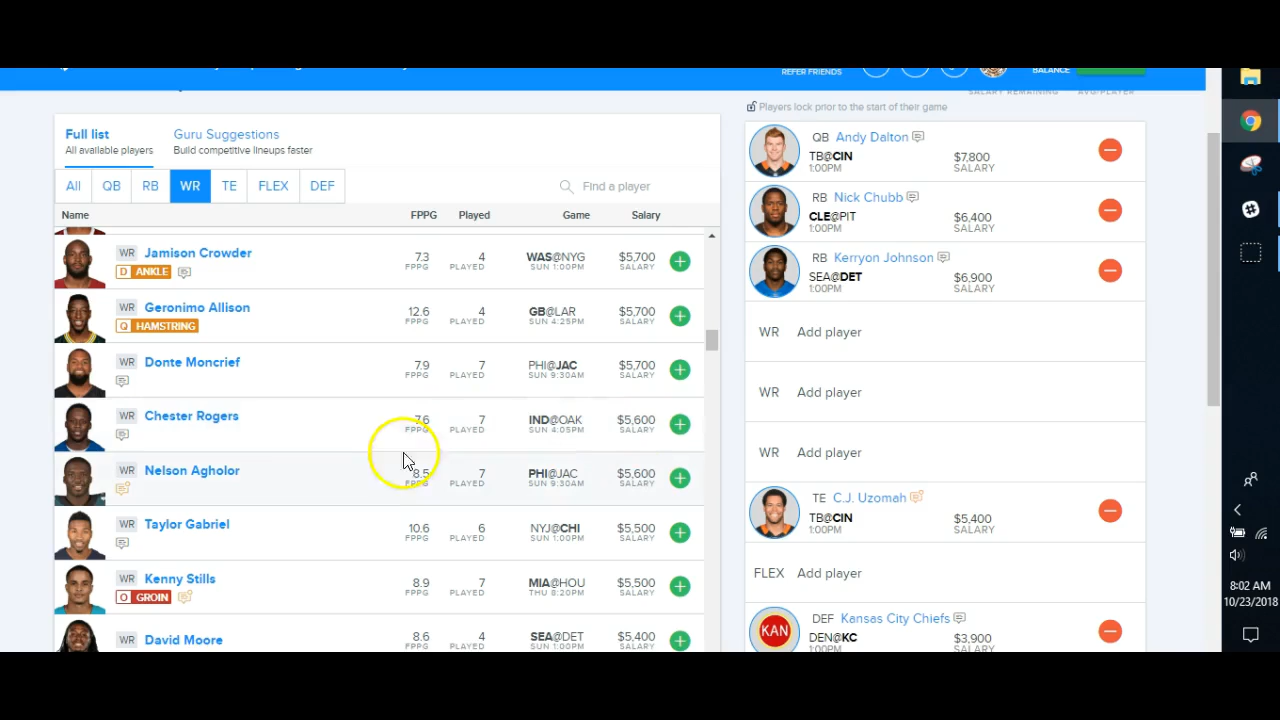 REFER FRIENDS
BALANCE
SALARY REMAINING AVG/PLAYER
Players lock prior to the start of their game
Full list
All available players
Guru Suggestions
Build competitive lineups faster
All QB RB WR TE FLEX DEF
Find a player
Name FPPG Played Game Salary
WR Jamison Crowder 7.3 4 WAS@NYG $5,700
D ANKLE FPPG PLAYED SUN 1:00PM SALARY
WR Geronimo Allison 12.6 4 GB@LAR $5,700
Q HAMSTRING FPPG PLAYED SUN 4:25PM SALARY
WR Donte Moncrief 7.9 7 PHI@JAC $5,700
FPPG PLAYED SUN 9:30AM SALARY
WR Chester Rogers 7.6 7 IND@OAK $5,600
FPPG PLAYED SUN 4:05PM SALARY
WR Nelson Agholor 8.5 7 PHI@JAC $5,600
FPPG PLAYED SUN 9:30AM SALARY
WR Taylor Gabriel 10.6 6 NYJ@CHI $5,500
FPPG PLAYED SUN 1:00PM SALARY
WR Kenny Stills 8.9 7 MIA@HOU $5,500
O GROIN FPPG PLAYED THU 8:20PM SALARY
WR David Moore 8.6 4 SEA@DET $5,400
FPPG PLAYED SUN 1:00PM SALARY
QB Andy Dalton
TB@CIN $7,800
1:00PM SALARY
RB Nick Chubb
CLE@PIT $6,400
1:00PM SALARY
RB Kerryon Johnson
SEA@DET $6,900
1:00PM SALARY
WR Add player
WR Add player
WR Add player
TE C.J. Uzomah
TB@CIN $5,400
1:00PM SALARY
FLEX Add player
KAN
DEF Kansas City Chiefs
DEN@KC $3,900
1:00PM SALARY
8:02 AM
10/23/2018